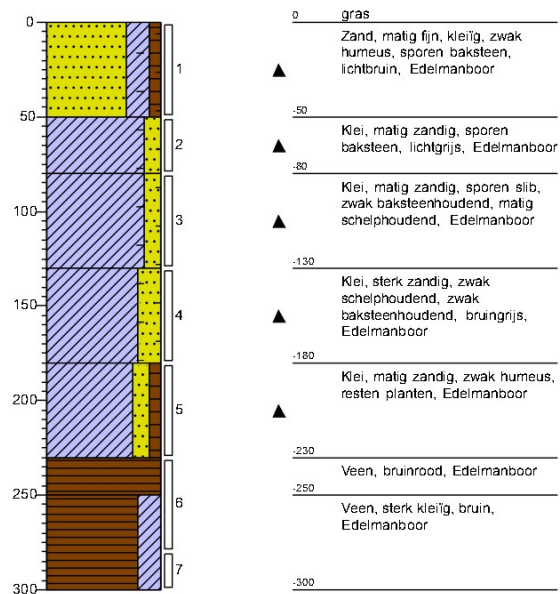 0 gras
0
Zand, matig fijn, kleiïg, zwak
humeus, sporen baksteen,
lichtbruin, Edelmanboor
1
50
-50
Klei, matig zandig, sporen
baksteen, lichtgrijs, Edelmanboor
2
-80
Klei, matig zandig, sporen slib,
zwak baksteenhoudend, matig
schelphoudend, Edelmanboor
100
3
-130
Klei, sterk zandig, zwak
schelphoudend, zwak
baksteenhoudend, bruingrijs,
Edelmanboor
150
4
-180
Klei, matig zandig, zwak humeus,
resten planten, Edelmanboor
200
5
-230
Veen, bruinrood, Edelmanboor
250
-250
6
Veen, sterk kleiïg, bruin,
Edelmanboor
7
300
-300